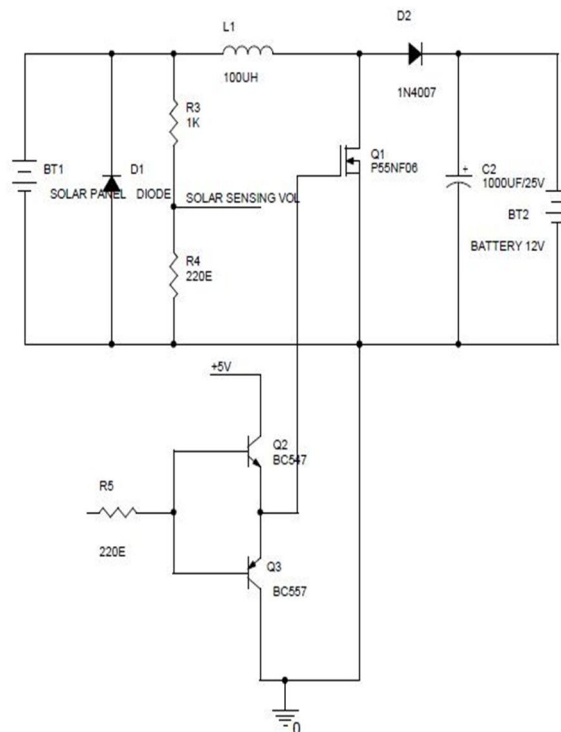 L1
100UH
D2
1N4007
R3
1K
BT1
SOLAR PANEL
D1
DIODE
SOLAR SENSING VOL
Q1
P55NF06
+
C2
1000UF/25V
BT2
BATTERY 12V
R4
220E
+5V
Q2
BC547
R5
220E
Q3
BC557
0